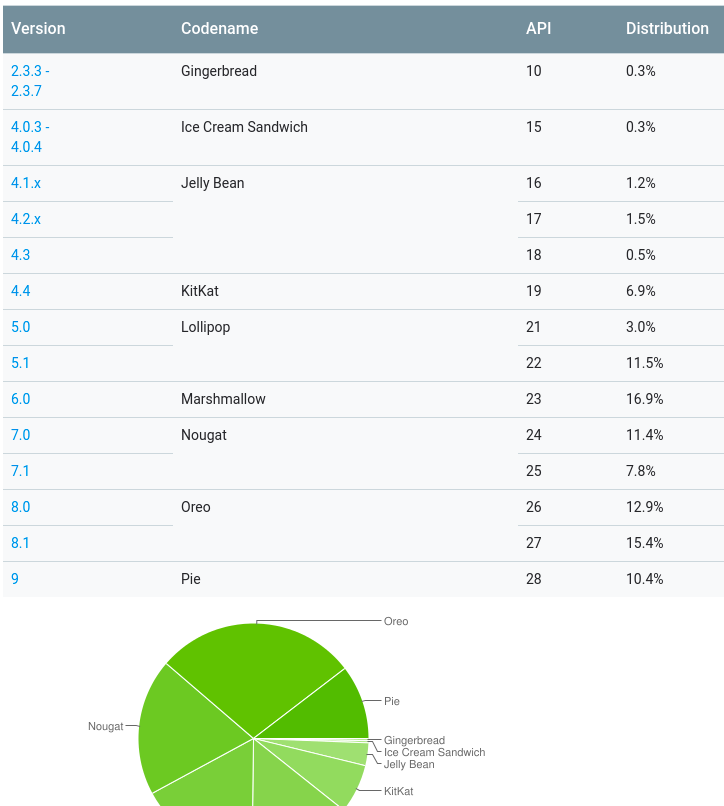 Version Codename API Distribution
2.3.3 - Gingerbread 10 0.3%
2.3.7
4.0.3 - Ice Cream Sandwich 15 0.3%
4.0.4
4.1.x Jelly Bean 16 1.2%
4.2.x 17 1.5%
4.3 18 0.5%
4.4 KitKat 19 6.9%
5.0 Lollipop 21 3.0%
5.1 22 11.5%
6.0 Marshmallow 23 16.9%
7.0 Nougat 24 11.4%
7.1 25 7.8%
8.0 Oreo 26 12.9%
8.1 27 15.4%
9 Pie 28 10.4%
Oreo
Pie
Nougat
Gingerbread
Ice Cream Sandwich
Jelly Bean
KitKat